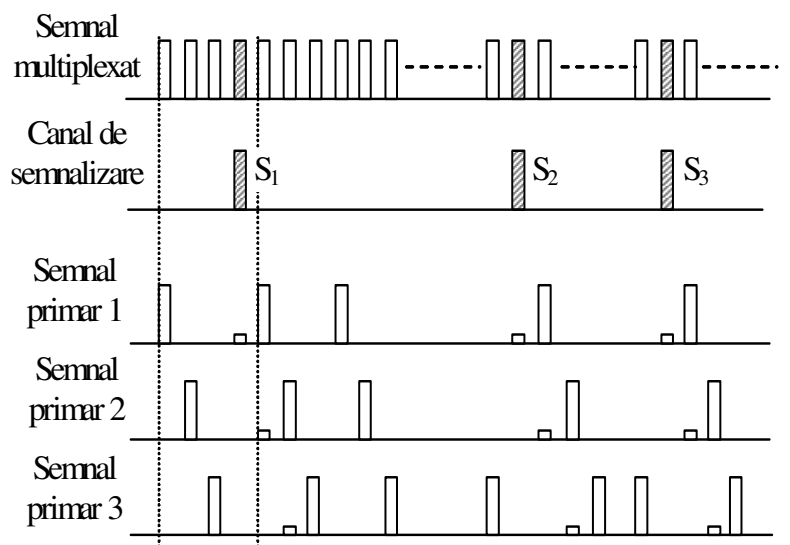 Semnal
multiplexat
Canal de
semnalizare
S1
S2
S3
Semnal
primar 1
Semnal
primar 2
Semnal
primar 3